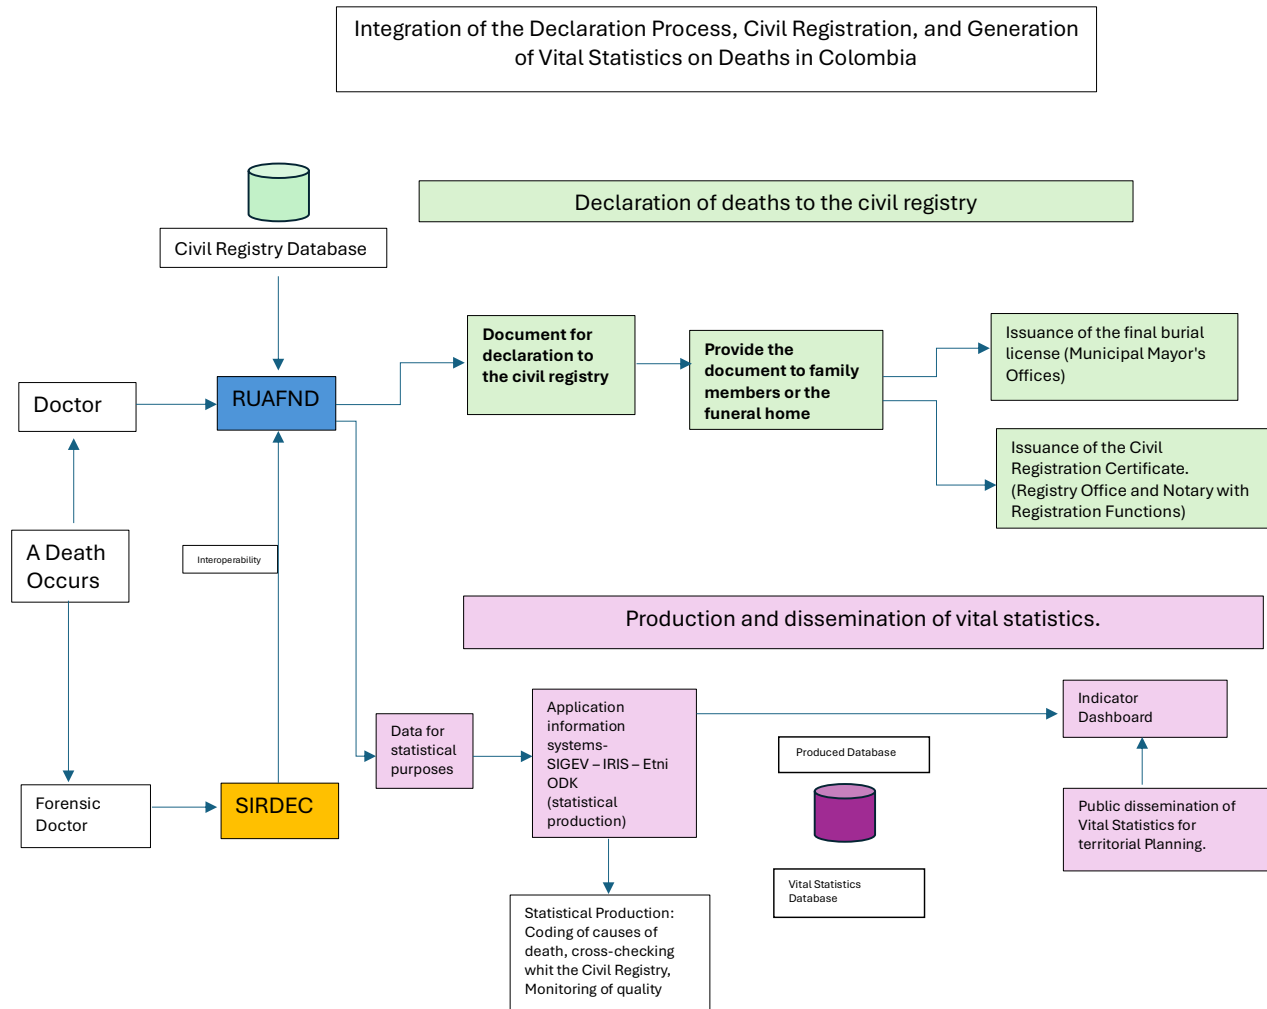 Integration of the Declaration Process, Civil Registration, and Generation
of Vital Statistics on Deaths in Colombia
Declaration of deaths to the civil registry
Civil Registry Database
Document for
declaration to
the civil registry
Provide the
document to family
members or the
funeral home
Issuance of the final burial
license (Municipal Mayor's
Offices)
Doctor
RUAFND
Issuance of the Civil
Registration Certificate.
(Registry Office and Notary with
Registration Functions)
A Death
Occurs
Interoperability
Production and dissemination of vital statistics.
Data for
statistical
purposes
Application
information
systems-
SIGEV – IRIS – Etni
ODK
(statistical
production)
Indicator
Dashboard
Produced Database
Forensic
Doctor
SIRDEC
Public dissemination of
Vital Statistics for
territorial Planning.
Vital Statistics
Database
Statistical Production:
Coding of causes of
death, cross-checking
whit the Civil Registry,
Monitoring of quality